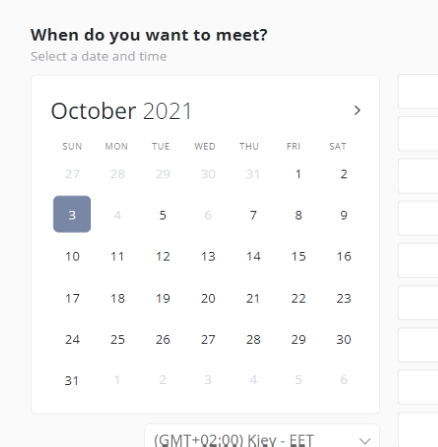 When do you want to meet?
Select a date and time
October 2021
SUN MON TUE WED THU FRI SAT
27 28 29 30 31 1 2
3 4 5 6 7 8 9
10 11 12 13 14 15 16
17 18 19 20 21 22 23
24 25 26 27 28 29 30
31 1 2 3 4 5 6
(GMT+02:00) Kiev - EET